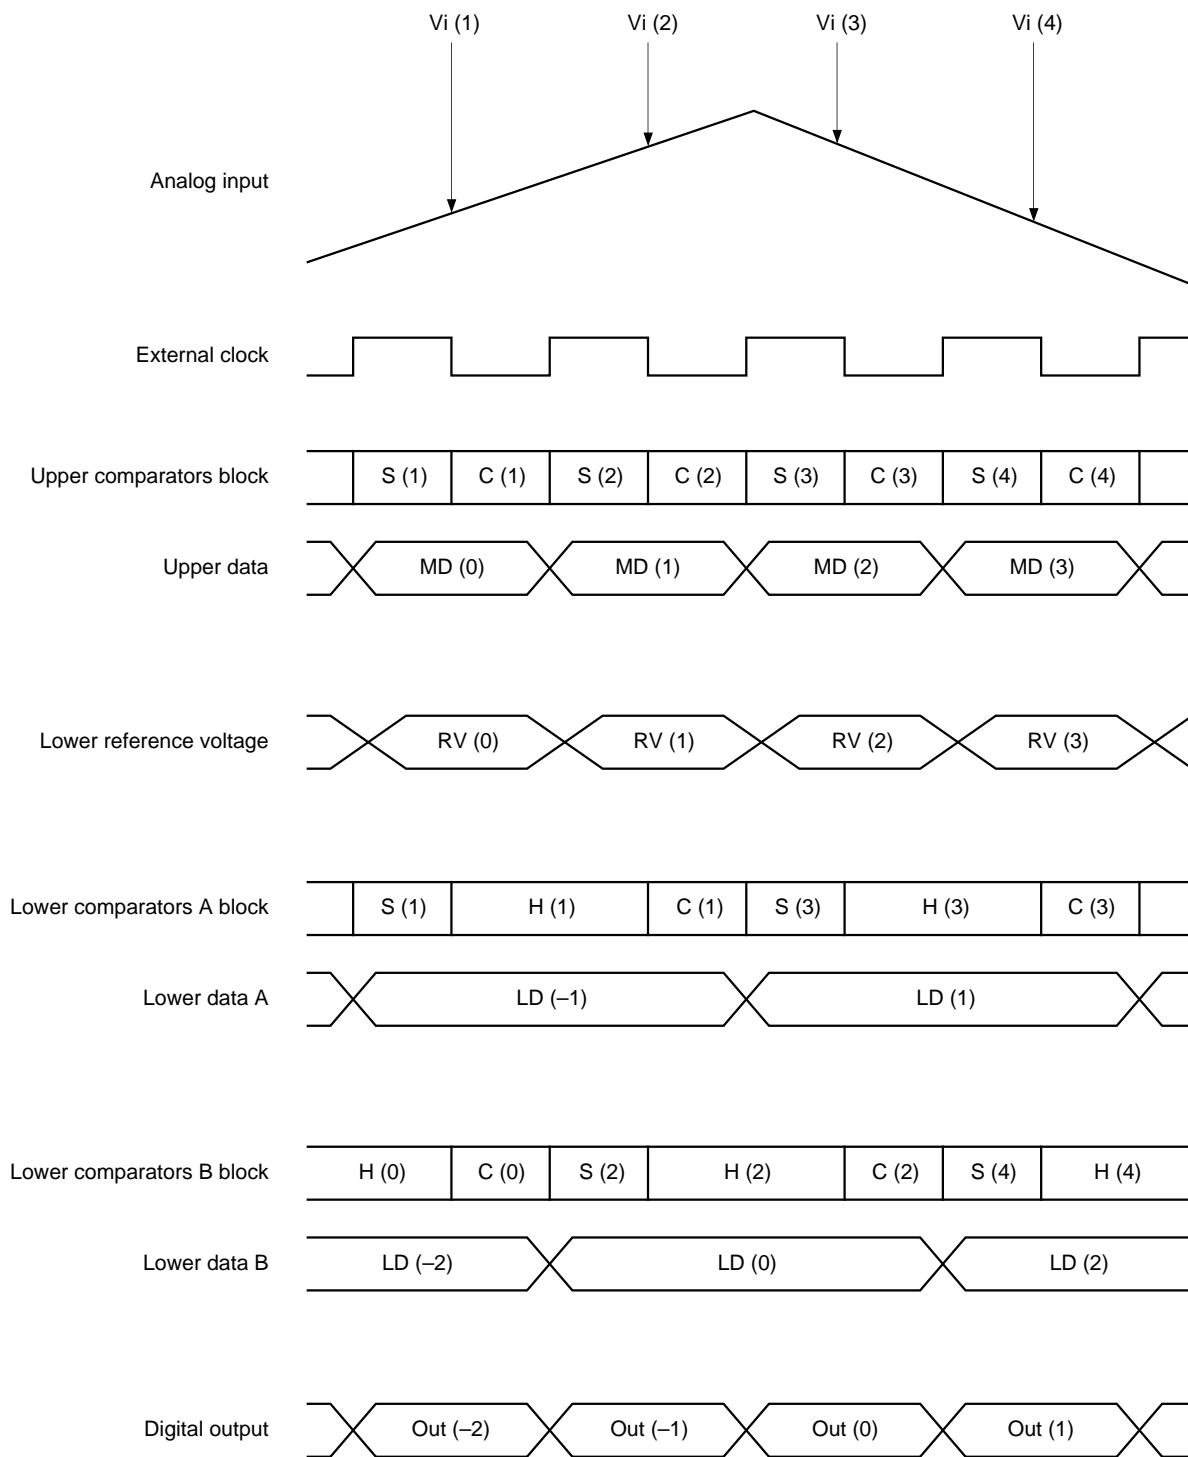 Vi (1) Vi (2) Vi (3) Vi (4)
Analog input
External clock
Upper comparators block S (1) C (1) S (2) C (2) S (3) C (3) S (4) C (4)
Upper data MD (0) MD (1) MD (2) MD (3)
Lower reference voltage RV (0) RV (1) RV (2) RV (3)
Lower comparators A block S (1) H (1) C (1) S (3) H (3) C (3)
Lower data A LD (–1) LD (1)
Lower comparators B block H (0) C (0) S (2) H (2) C (2) S (4) H (4)
Lower data B LD (–2) LD (0) LD (2)
Digital output Out (–2) Out (–1) Out (0) Out (1)